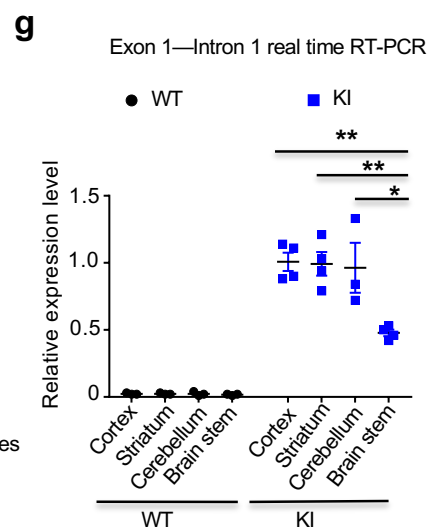 g
Exon 1—Intron 1 real time RT-PCR
WT
KI
**
**
*
Relative expression level
1.5
1.0
0.5
0
Cortex
Striatum
Cerebellum
Brain stem
Cortex
Striatum
Cerebellum
Brain stem
es
WT
KI